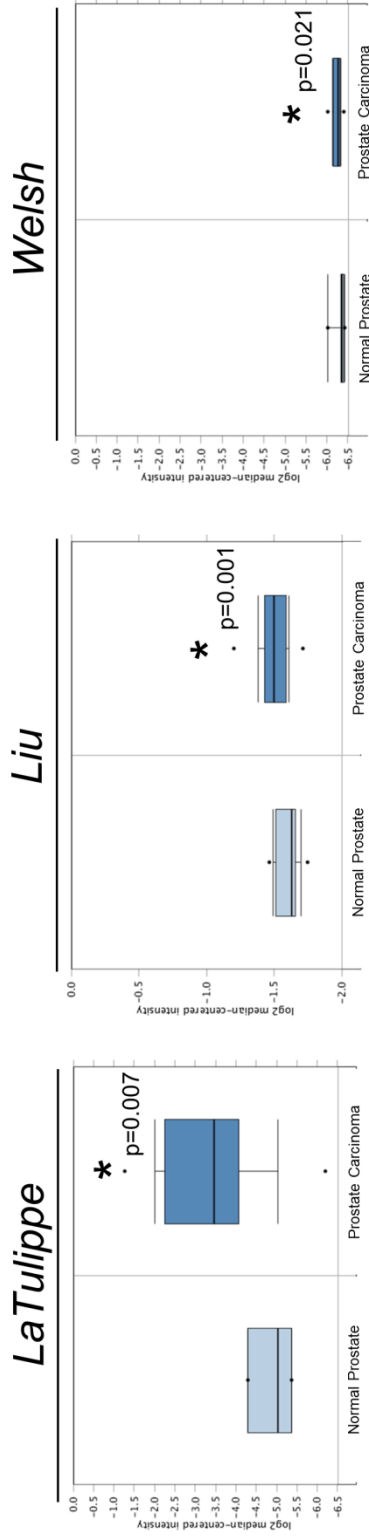 LaTulippe
0.0
-0.5
-1.0
-1.5
-2.0
-2.5
-3.0
-3.5
-4.0
-4.5
-5.0
-5.5
-6.0
-6.5
log2 median-centered intensity
* p=0.007
Normal Prostate
Prostate Carcinoma
Liu
0.0
-0.5
-1.0
-1.5
-2.0
log2 median-centered intensity
* p=0.001
Normal Prostate
Prostate Carcinoma
Welsh
0.0
-0.5
-1.0
-1.5
-2.0
-2.5
-3.0
-3.5
-4.0
-4.5
-5.0
-5.5
-6.0
-6.5
log2 median-centered intensity
* p=0.021
Normal Prostate
Prostate Carcinoma